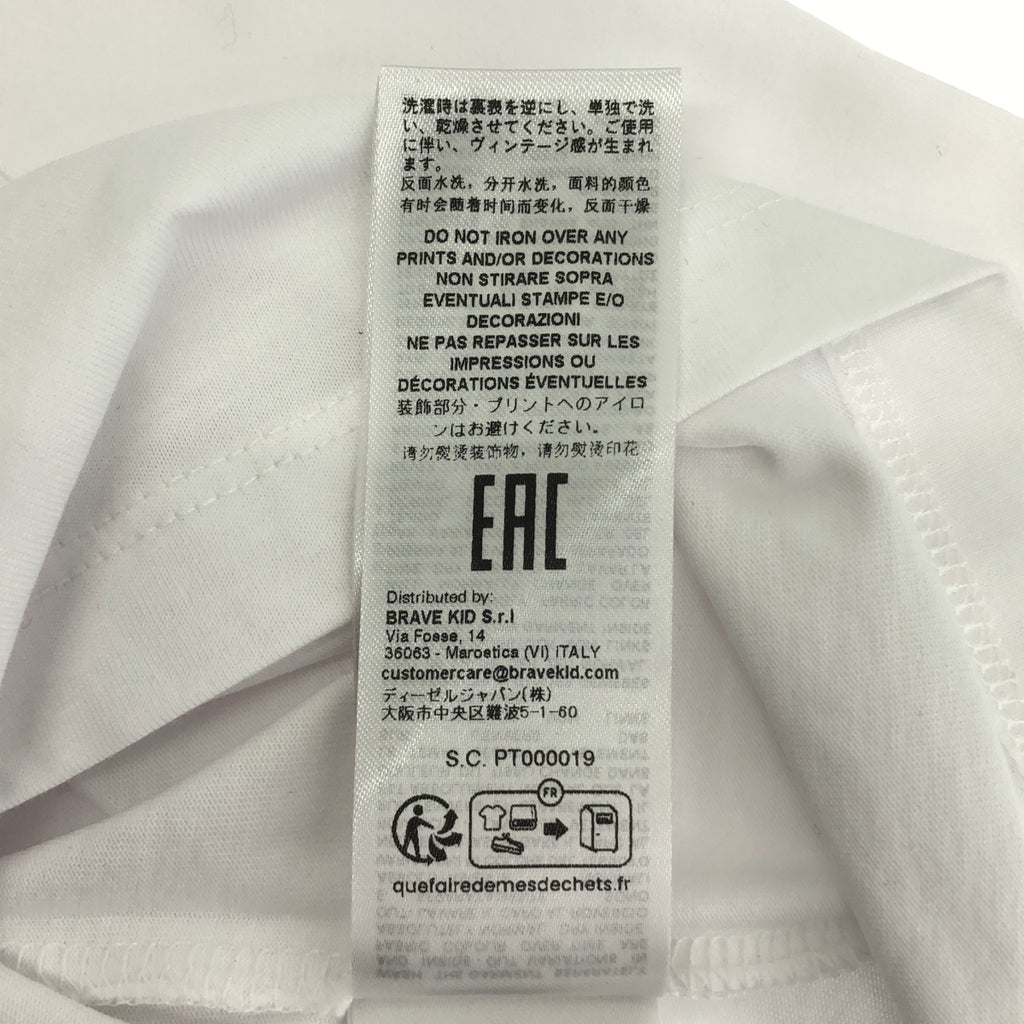 洗濯時は裏表を逆にし、単独で洗
い、乾燥させてください。ご使用
に伴い、ヴィンテージ感が生まれ
ます。
反面水洗，分开水洗，面料的颜色
有时会随着时间而变化，反面干燥
DO NOT IRON OVER ANY
PRINTS AND/OR DECORATIONS
NON STIRARE SOPRA
EVENTUALI STAMPE E/O
DECORAZIONI
NE PAS REPASSER SUR LES
IMPRESSIONS OU
DÉCORATIONS ÉVENTUELLES
装飾部分・プリントへのアイロ
ンはお避けください。
请勿熨烫装饰物，请勿熨烫印花
EAC
Distributed by:
BRAVE KID S.r.l
Via Fosse, 14
36063 - Marostica (VI) ITALY
customercare@bravekid.com
ディーゼルジャパン(株)
大阪市中央区難波5-1-60
S.C. PT000019
FR
quefairedemesdechets.fr